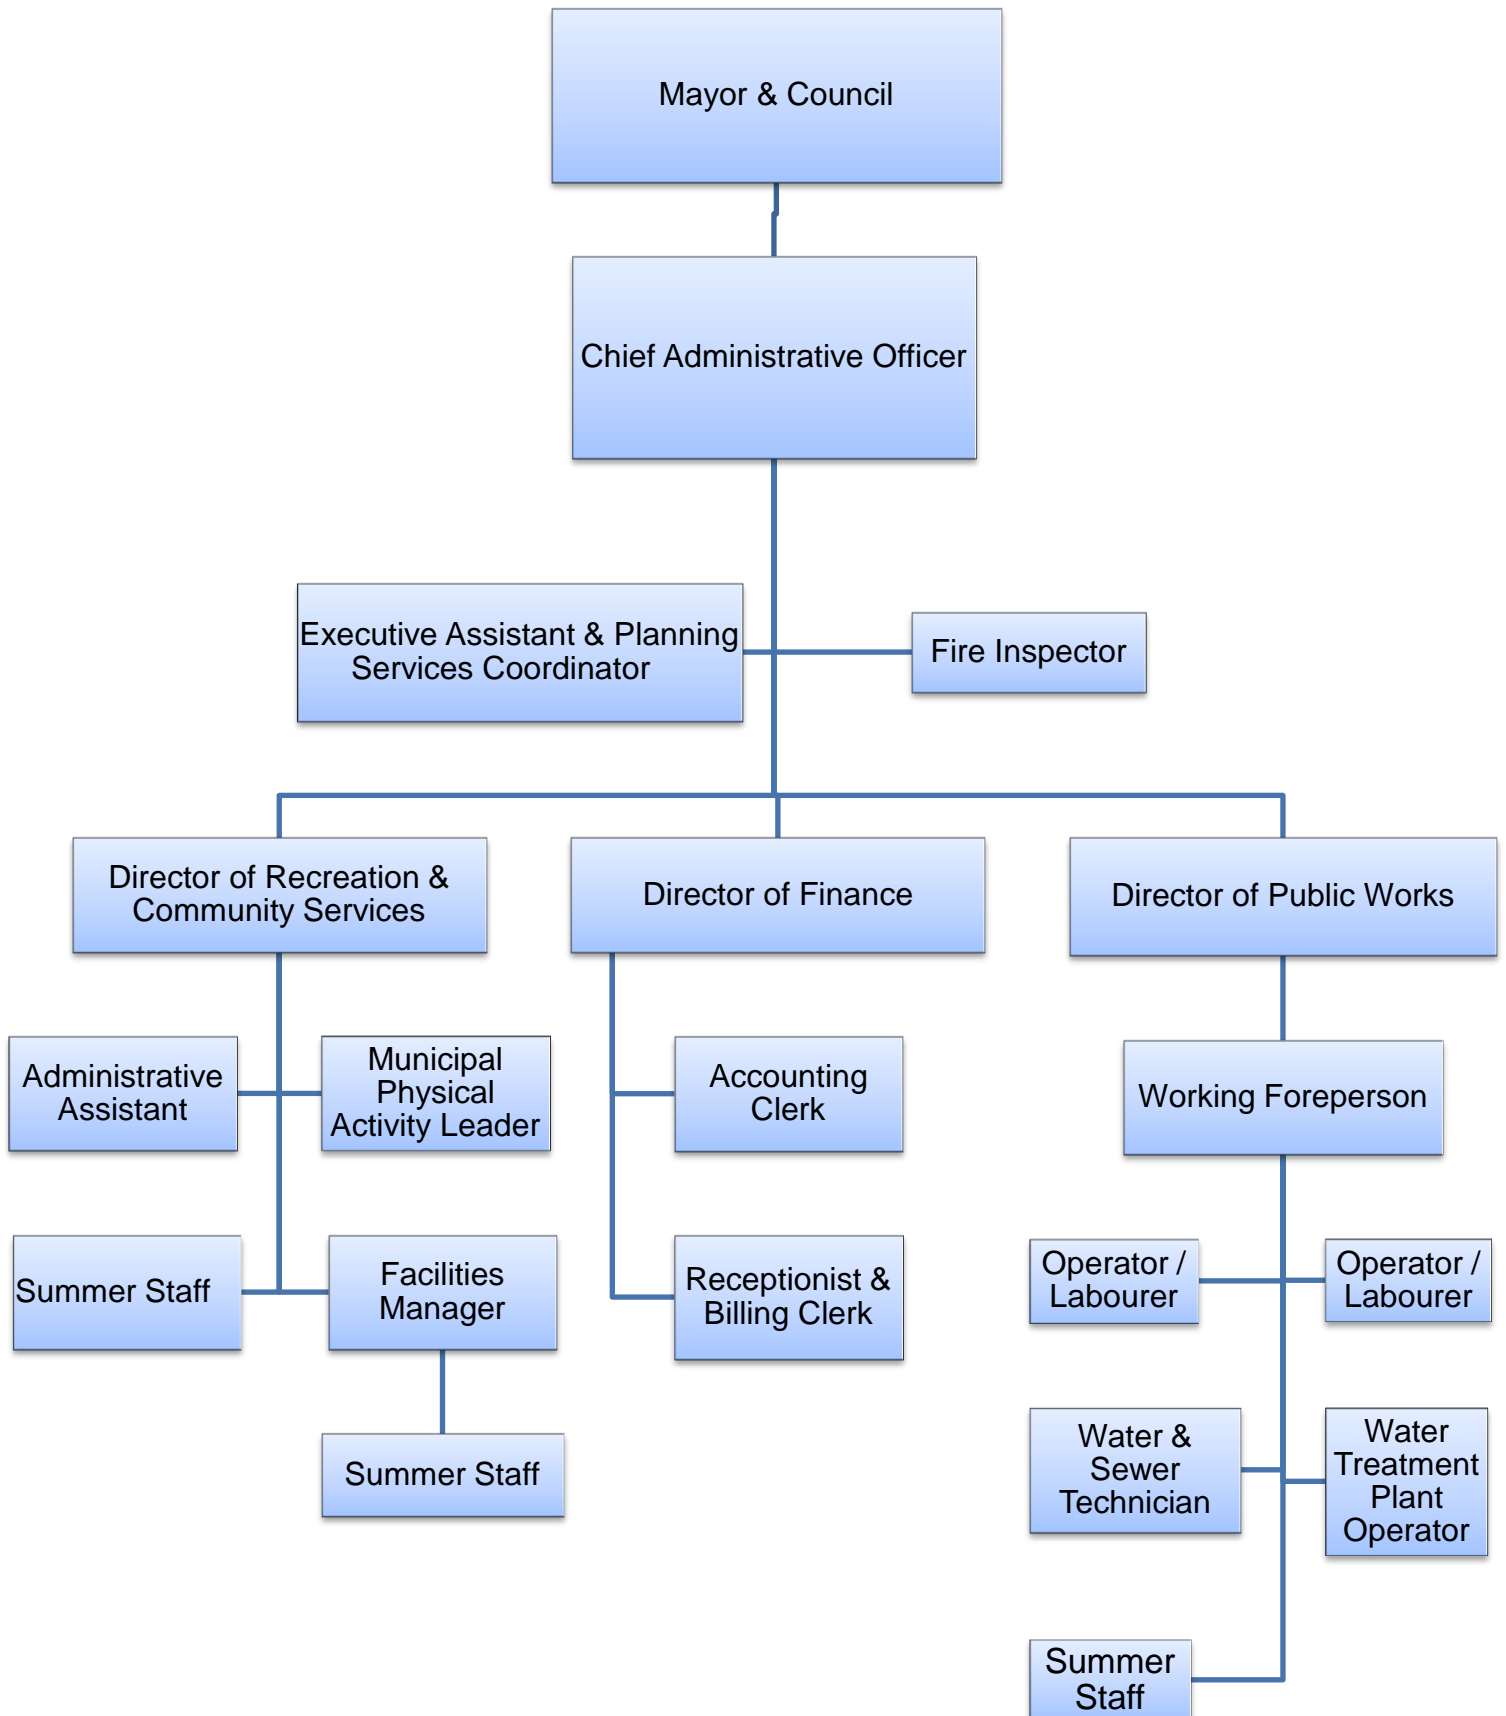 Mayor & Council
Chief Administrative Officer
Executive Assistant & Planning
Services Coordinator
Fire Inspector
Director of Recreation &
Community Services
Director of Finance
Director of Public Works
Administrative
Assistant
Municipal
Physical
Activity Leader
Accounting
Clerk
Working Foreperson
Summer Staff
Facilities
Manager
Receptionist &
Billing Clerk
Operator /
Labourer
Operator /
Labourer
Summer Staff
Water &
Sewer
Technician
Water
Treatment
Plant
Operator
Summer
Staff